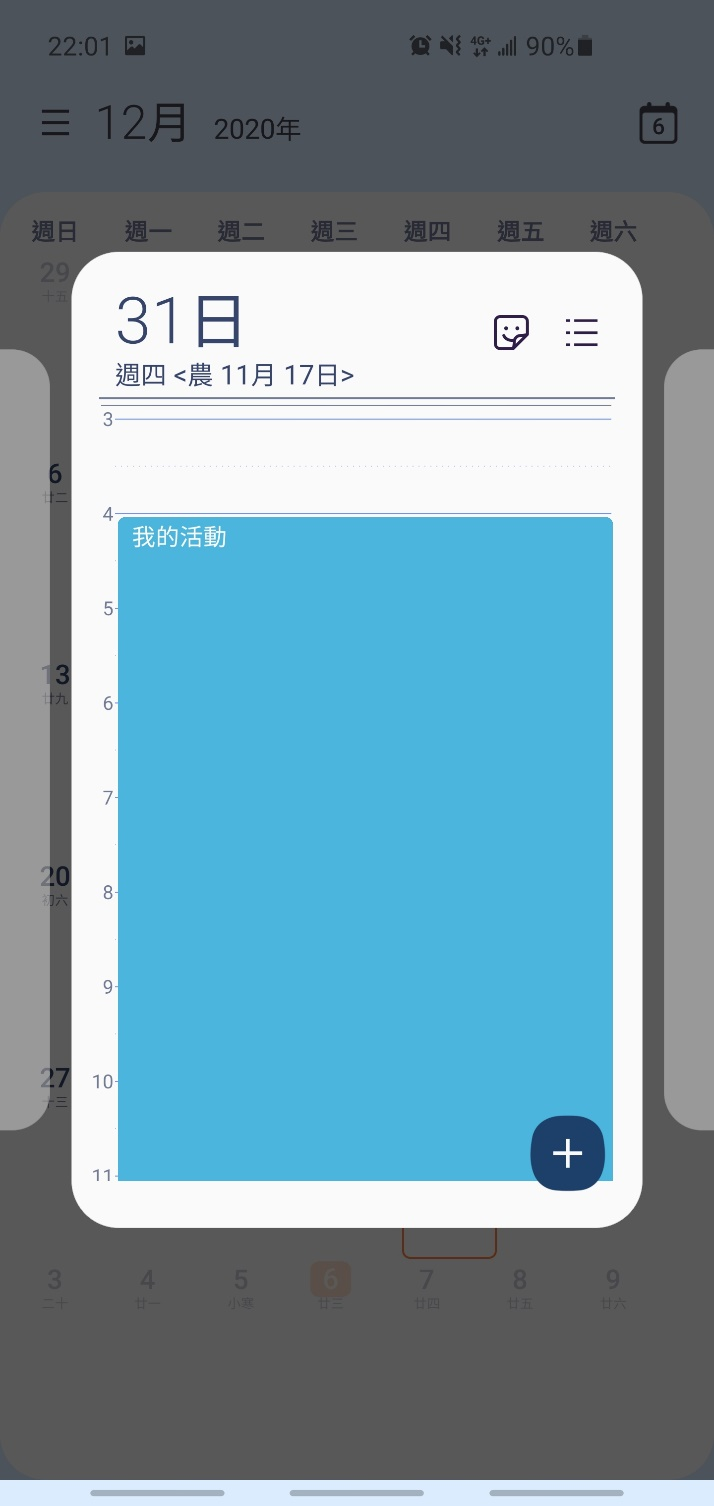 22:01 4G+ 90%
12月 2020年 6
週日 週一 週二 週三 週四 週五 週六
29
十五
31日
週四 <農 11月 17日>
3
4
我的活動
6
廿二
5
6
13
廿九
7
20
初六
8
9
27
十三
10
11
3 4 5 6 7 8 9
二十 廿一 小寒 廿三 廿四 廿五 廿六